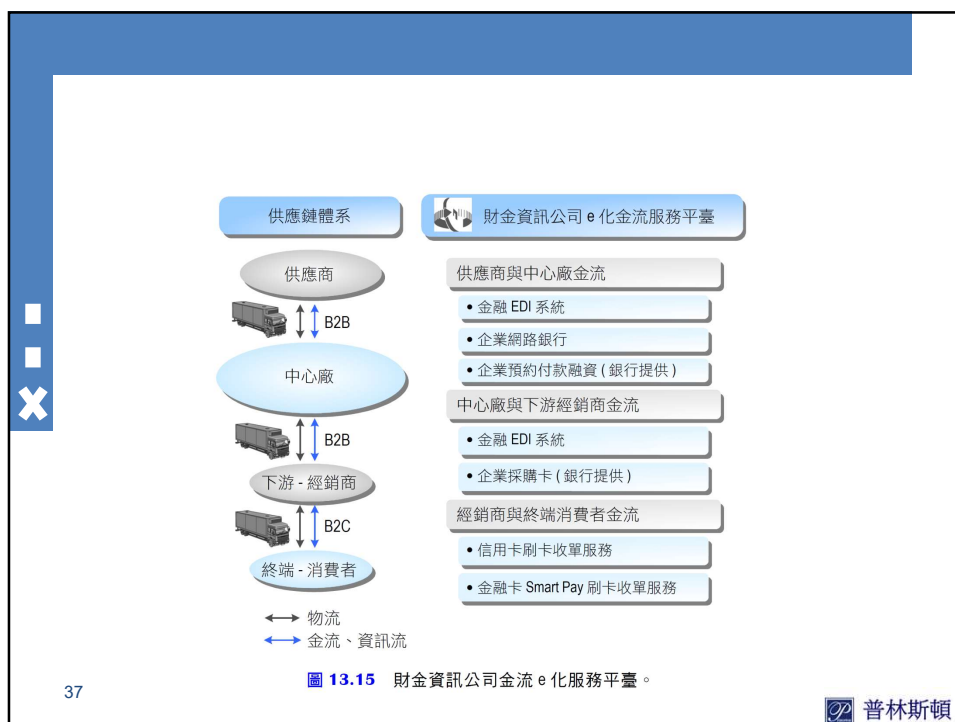 供應鏈體系
財金資訊公司 e 化金流服務平臺
供應商
B2B
中心廠
B2B
下游 - 經銷商
B2C
終端 - 消費者
物流
金流、資訊流
供應商與中心廠金流
• 金融 EDI 系統
• 企業網路銀行
• 企業預約付款融資 ( 銀行提供 )
中心廠與下游經銷商金流
• 金融 EDI 系統
• 企業採購卡 ( 銀行提供 )
經銷商與終端消費者金流
• 信用卡刷卡收單服務
• 金融卡 Smart Pay 刷卡收單服務
圖 13.15 財金資訊公司金流 e 化服務平臺。
37
普林斯頓